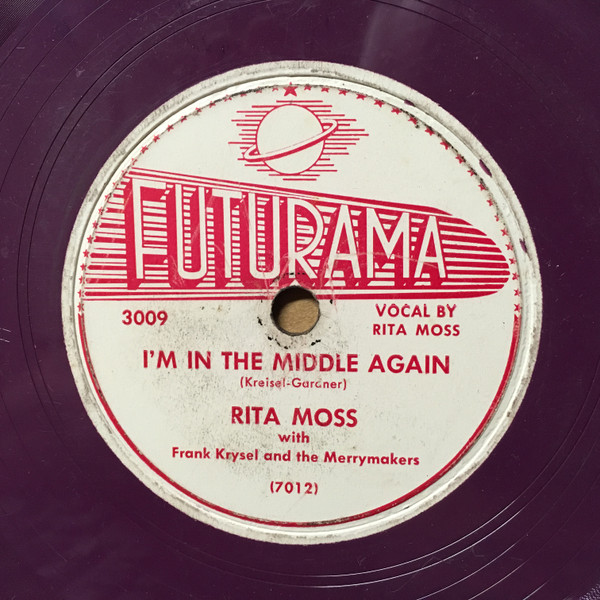 FUTURAMA
3009
VOCAL BY
RITA MOSS
I'M IN THE MIDDLE AGAIN
(Kreisel-Gardner)
RITA MOSS
with
Frank Krysel and the Merrymakers
(7012)